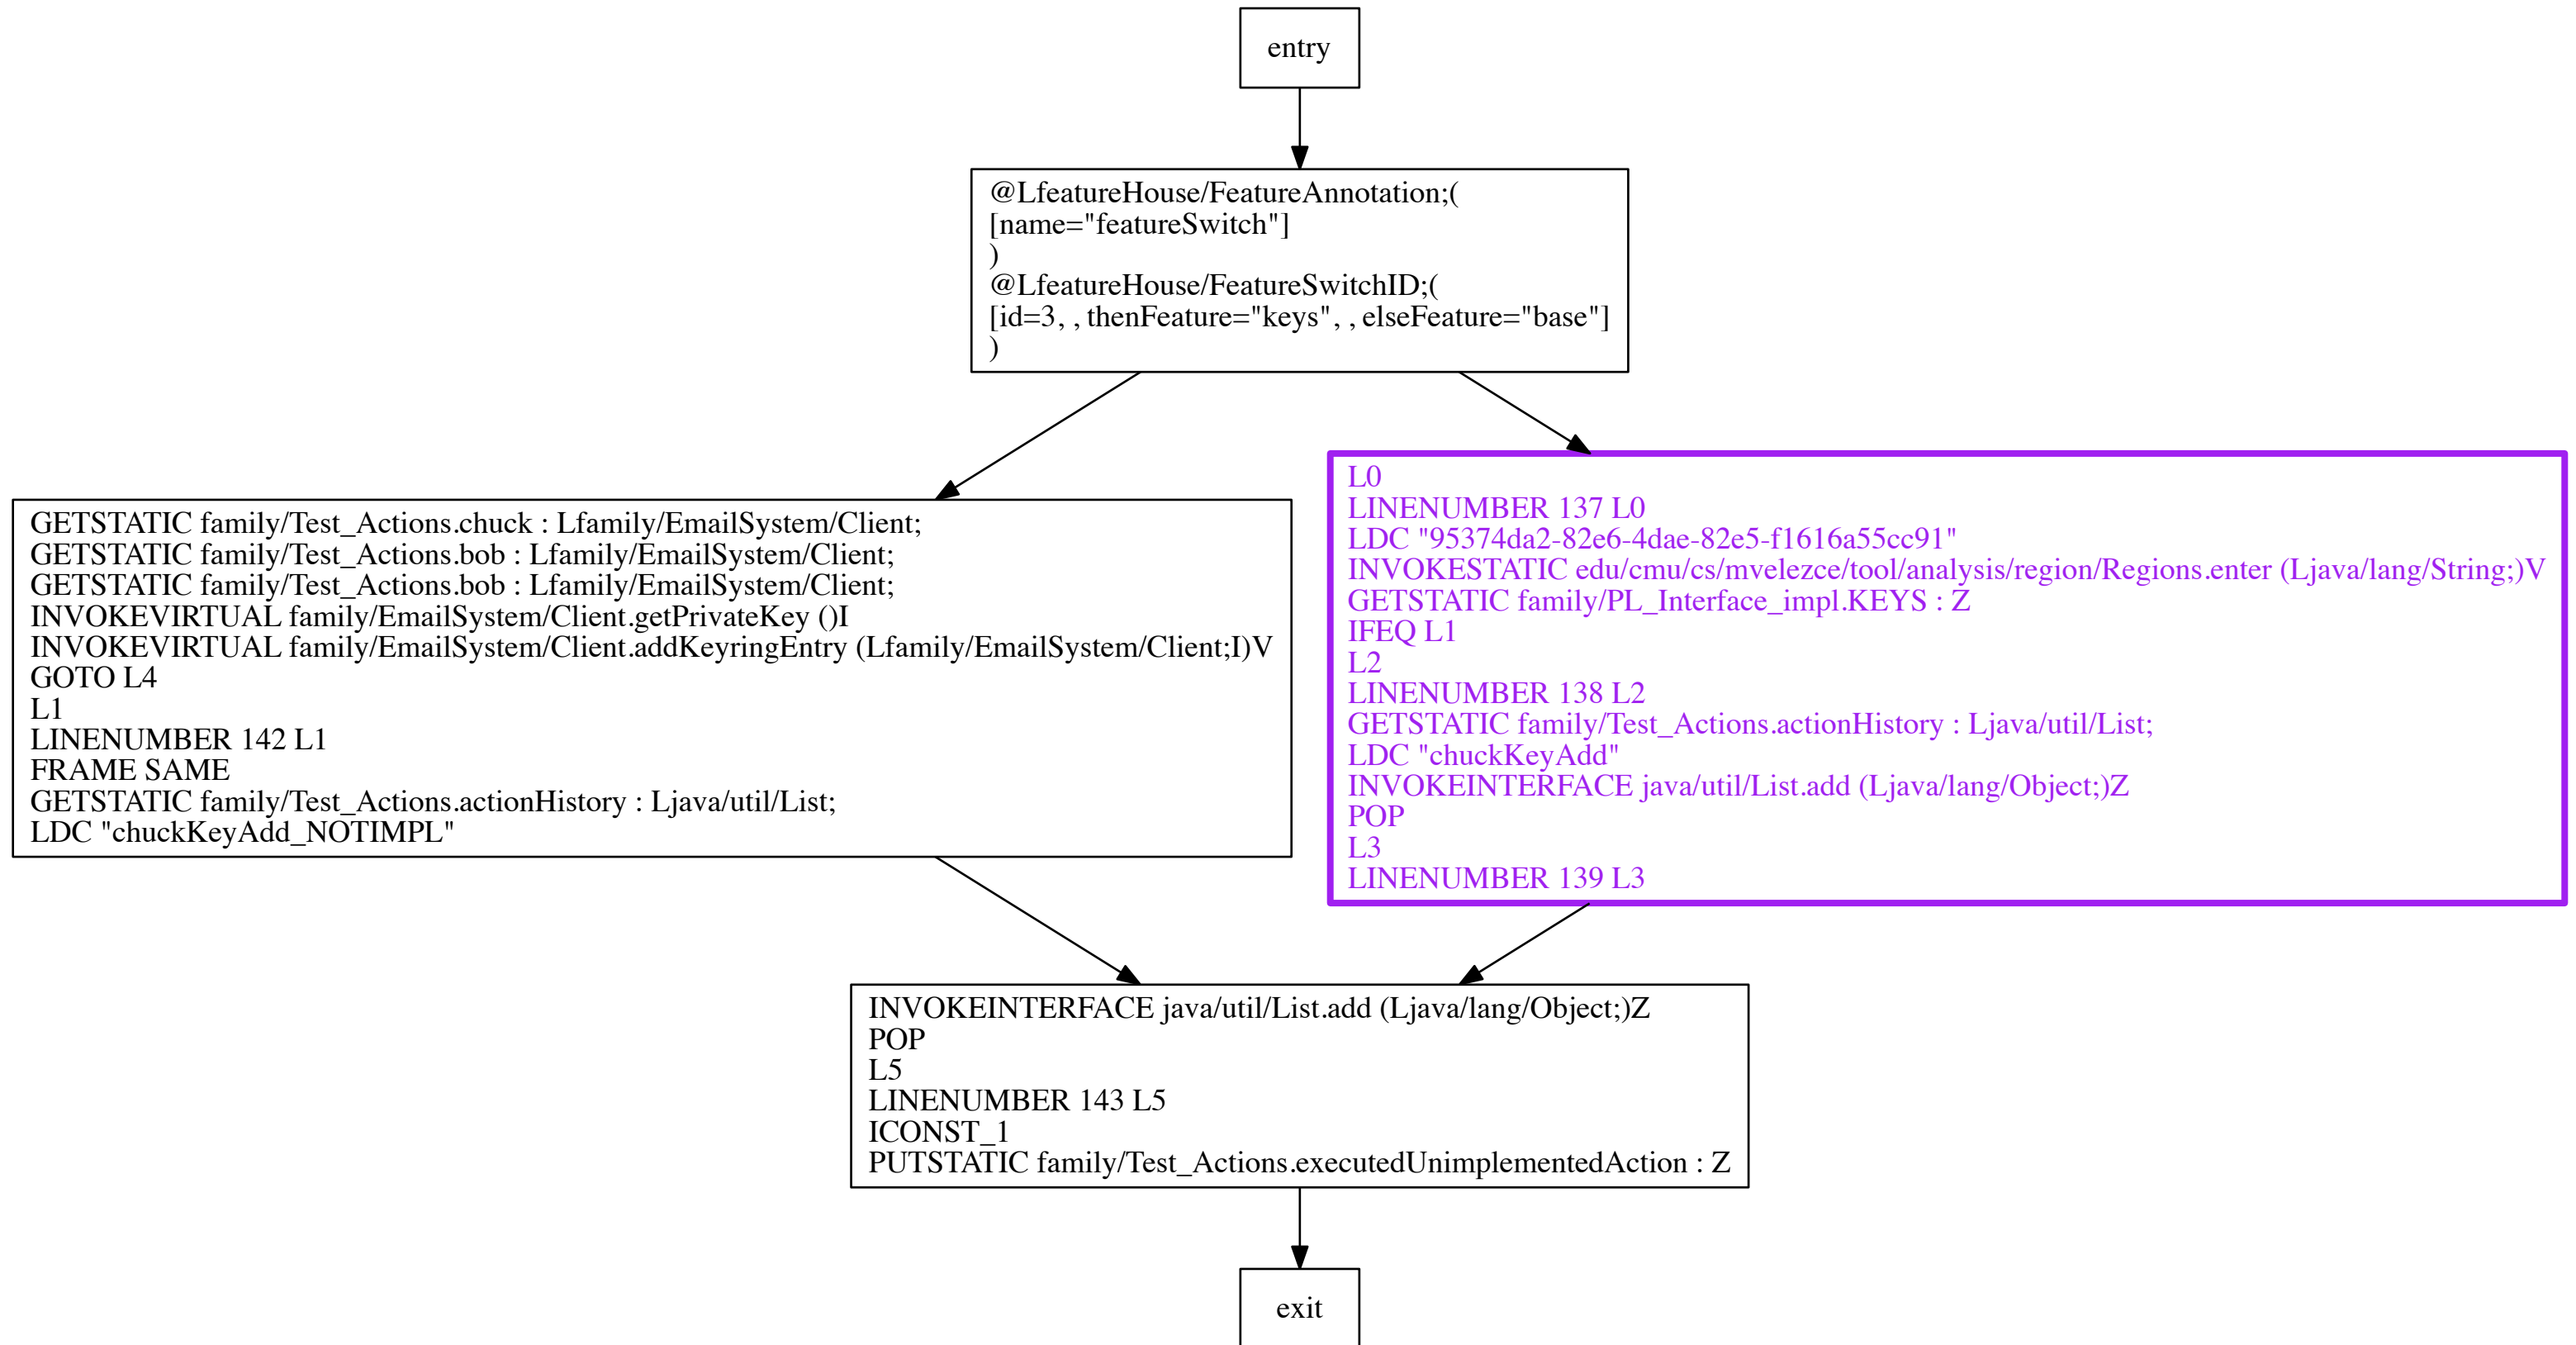 entry
@LfeatureHouse/FeatureAnnotation;(
[name="featureSwitch"]
)
@LfeatureHouse/FeatureSwitchID;(
[id=3, , thenFeature="keys", , elseFeature="base"]
)
GETSTATIC family/Test_Actions.chuck : Lfamily/EmailSystem/Client;
GETSTATIC family/Test_Actions.bob : Lfamily/EmailSystem/Client;
GETSTATIC family/Test_Actions.bob : Lfamily/EmailSystem/Client;
INVOKEVIRTUAL family/EmailSystem/Client.getPrivateKey ()I
INVOKEVIRTUAL family/EmailSystem/Client.addKeyringEntry (Lfamily/EmailSystem/Client;I)V
GOTO L4
L1
LINENUMBER 142 L1
FRAME SAME
GETSTATIC family/Test_Actions.actionHistory : Ljava/util/List;
LDC "chuckKeyAdd_NOTIMPL"
L0
LINENUMBER 137 L0
LDC "95374da2-82e6-4dae-82e5-f1616a55cc91"
INVOKESTATIC edu/cmu/cs/mvelezce/tool/analysis/region/Regions.enter (Ljava/lang/String;)V
GETSTATIC family/PL_Interface_impl.KEYS : Z
IFEQ L1
L2
LINENUMBER 138 L2
GETSTATIC family/Test_Actions.actionHistory : Ljava/util/List;
LDC "chuckKeyAdd"
INVOKEINTERFACE java/util/List.add (Ljava/lang/Object;)Z
POP
L3
LINENUMBER 139 L3
INVOKEINTERFACE java/util/List.add (Ljava/lang/Object;)Z
POP
L5
LINENUMBER 143 L5
ICONST_1
PUTSTATIC family/Test_Actions.executedUnimplementedAction : Z
exit